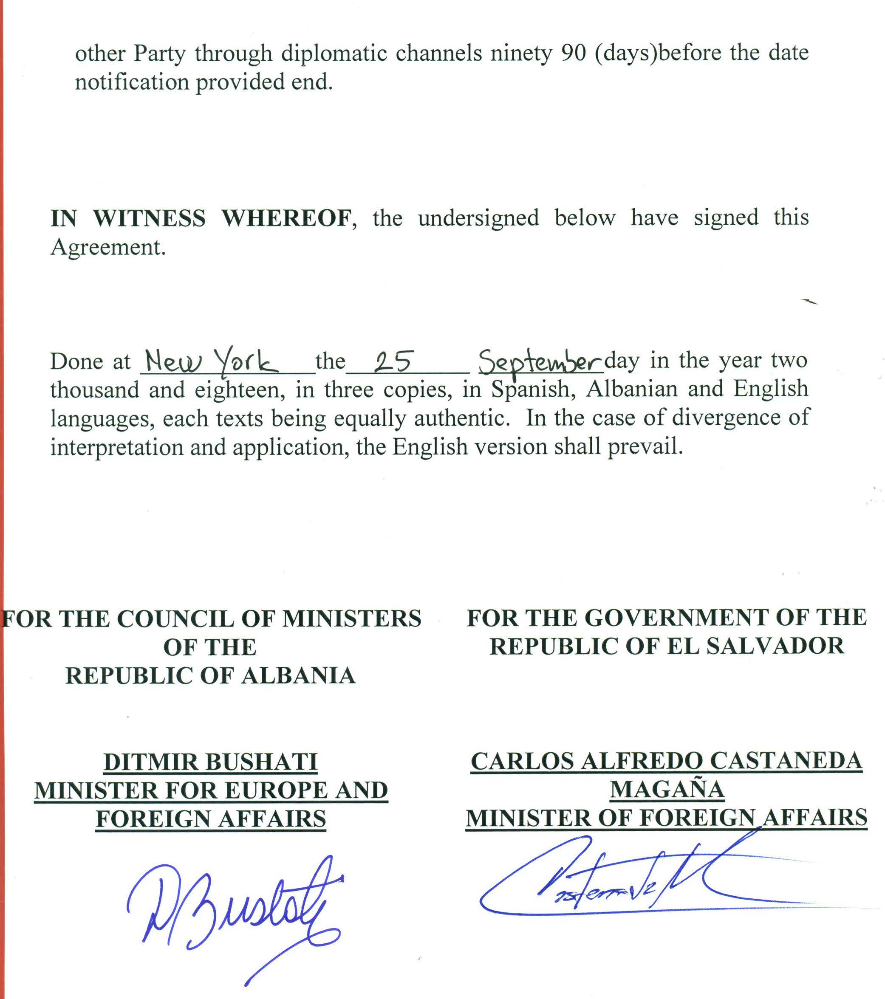 other Party through diplomatic channels ninety 90 (days)before the date
notification provided end.
IN WITNESS WHEREOF, the undersigned below have signed this
Agreement.
Done at New York the 25 September day in the year two
thousand and eighteen, in three copies, in Spanish, Albanian and English
languages, each texts being equally authentic. In the case of divergence of
interpretation and application, the English version shall prevail.
FOR THE COUNCIL OF MINISTERS
OF THE
REPUBLIC OF ALBANIA
DITMIR BUSHATI
MINISTER FOR EUROPE AND
FOREIGN AFFAIRS
FOR THE GOVERNMENT OF THE
REPUBLIC OF EL SALVADOR
CARLOS ALFREDO CASTANEDA
MAGAÑA
MINISTER OF FOREIGN AFFAIRS